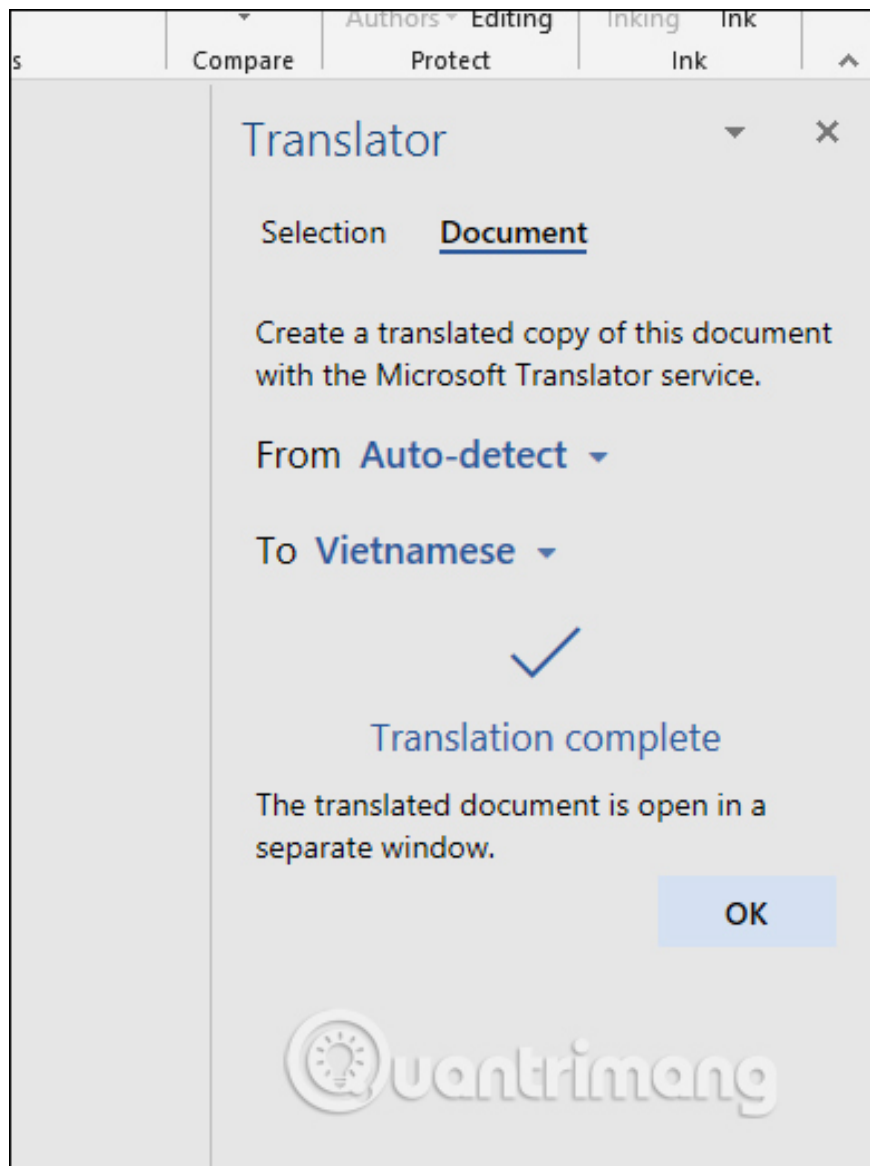 Authors Editing Inking Ink
s Compare Protect Ink
Translator
Selection Document
Create a translated copy of this document
with the Microsoft Translator service.
From Auto-detect
To Vietnamese
Translation complete
The translated document is open in a
separate window.
OK
Quantrimang